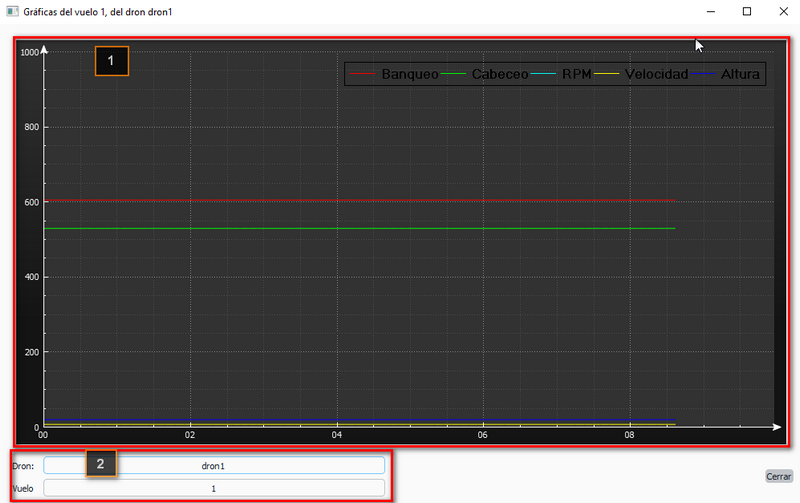 Gráficas del vuelo 1, del dron dron1
1
1000
Banqueo Cabeceo RPM Velocidad Altura
800
600
400
200
0
00 02 04 06 08
2
Dron: dron1
Vuelo 1
Cerrar